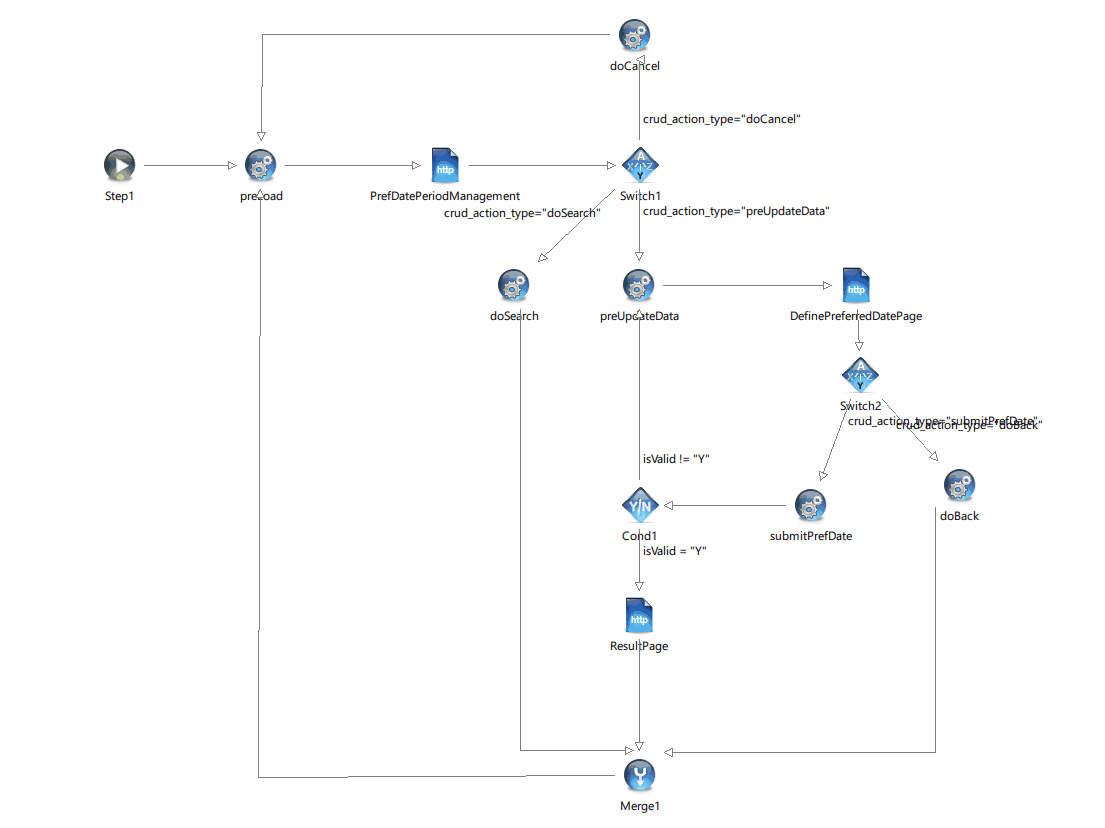 doCancel
crud_action_type="doCancel"
Step1
preLoad
http
PrefDatePeriodManagement
A
X Y Z
Y
Switch1
crud_action_type="doSearch"
crud_action_type="preUpdateData"
doSearch
preUpdateData
http
DefinePreferredDatePage
A
X Y Z
Y
Switch2
crud_action_type="submitPrefDate"
crud_action_type="doBack"
isValid != "Y"
doBack
Y/N
Cond1
submitPrefDate
isValid = "Y"
http
ResultPage
Merge1